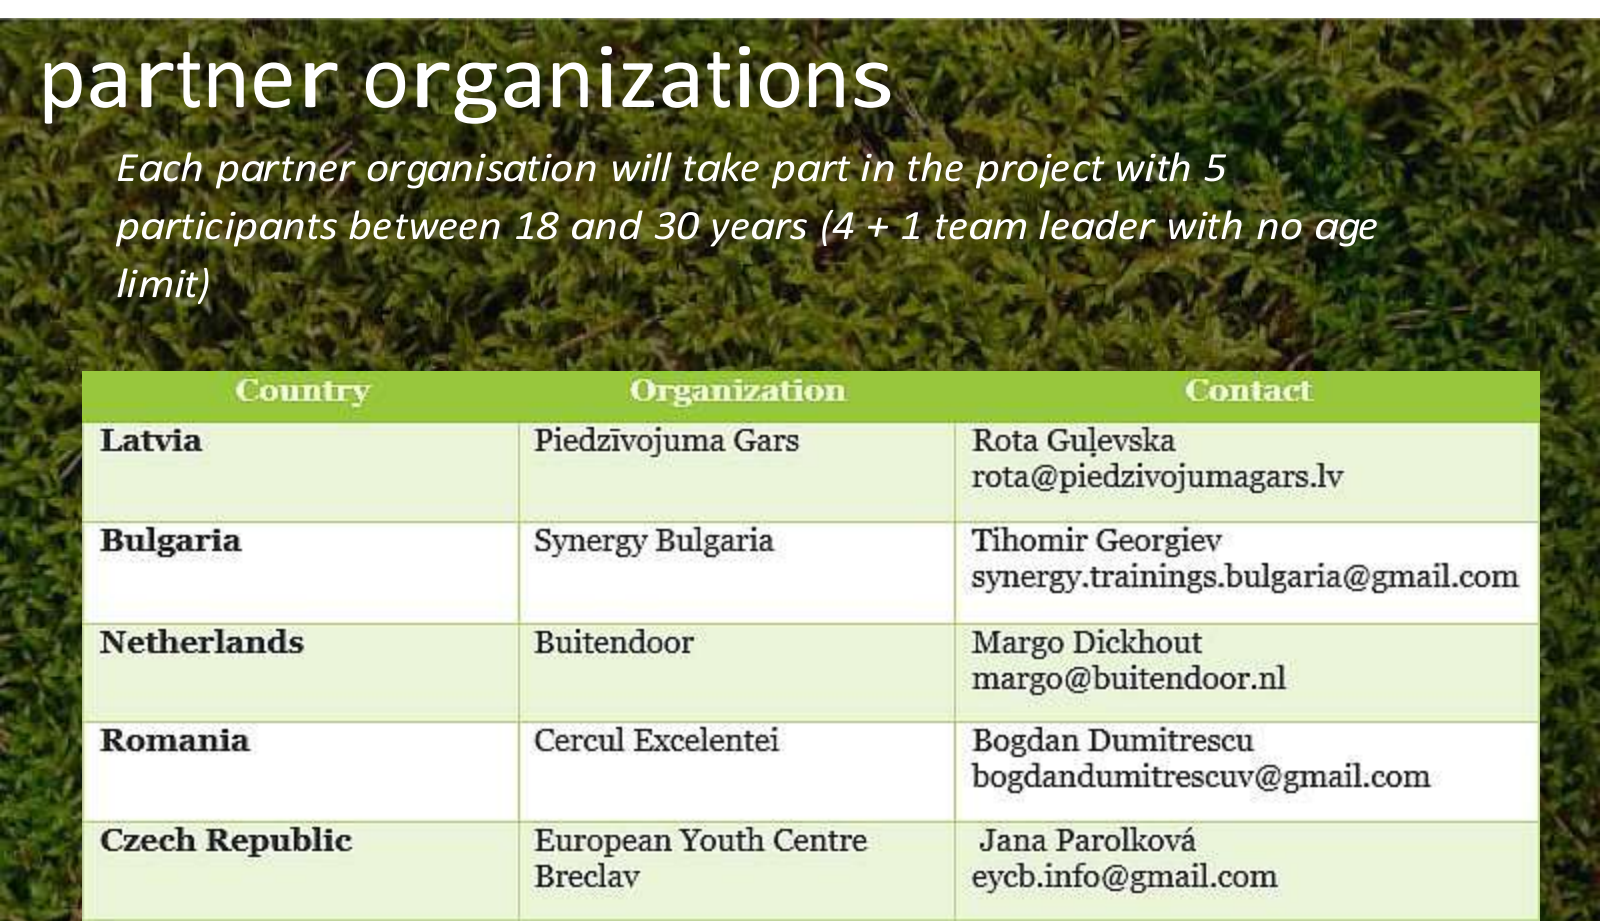 partner organizations
Each partner organisation will take part in the project with 5
participants between 18 and 30 years (4 + 1 team leader with no age
limit)
Country Organization Contact
Latvia Piedzīvojuma Gars Rota Guļevska
rota@piedzivojumagars.lv
Bulgaria Synergy Bulgaria Tihomir Georgiev
synergy.trainings.bulgaria@gmail.com
Netherlands Buitendoor Margo Dickhout
margo@buitendoor.nl
Romania Cercul Excelentei Bogdan Dumitrescu
bogdandumitrescuv@gmail.com
Czech Republic European Youth Centre Jana Parolková
Breclav eycb.info@gmail.com